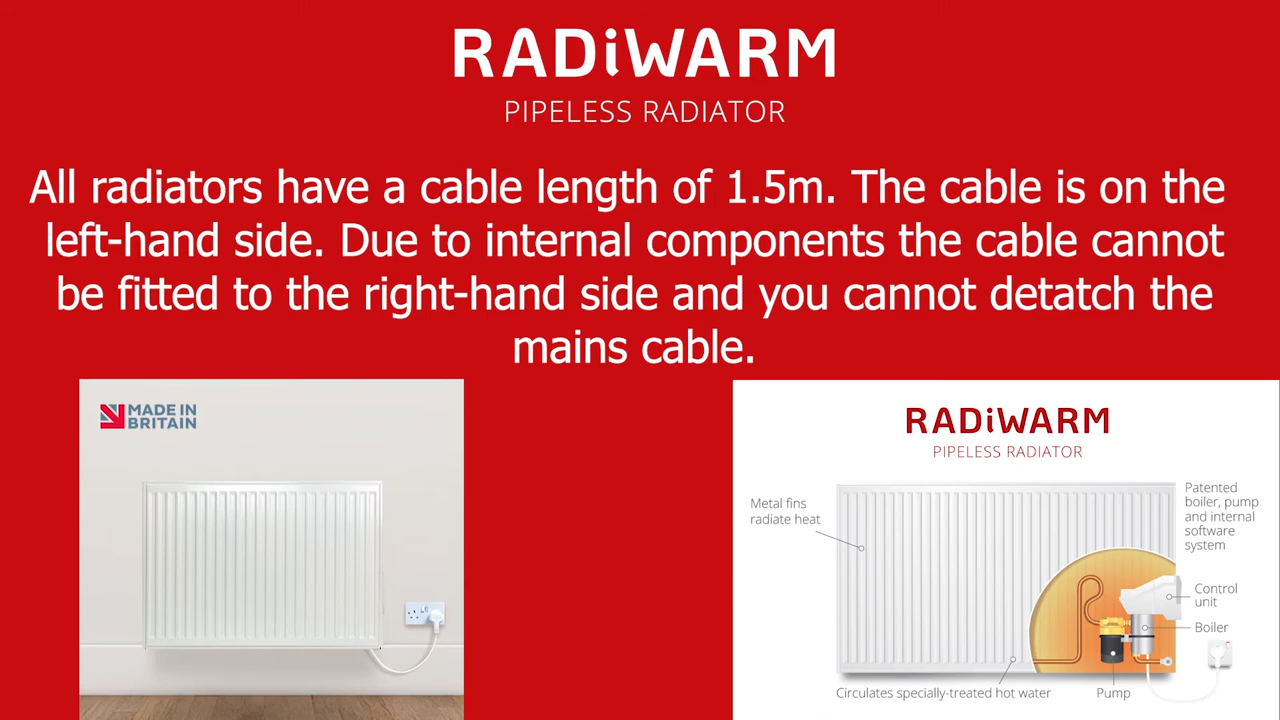 RADiWARM
PIPELESS RADIATOR
All radiators have a cable length of 1.5m. The cable is on the
left-hand side. Due to internal components the cable cannot
be fitted to the right-hand side and you cannot detatch the
mains cable.
MADE IN
BRITAIN
RADiWARM
PIPELESS RADIATOR
Metal fins
radiate heat
Patented
boiler, pump
and internal
software
system
Control
unit
Boiler
Circulates specially-treated hot water
Pump